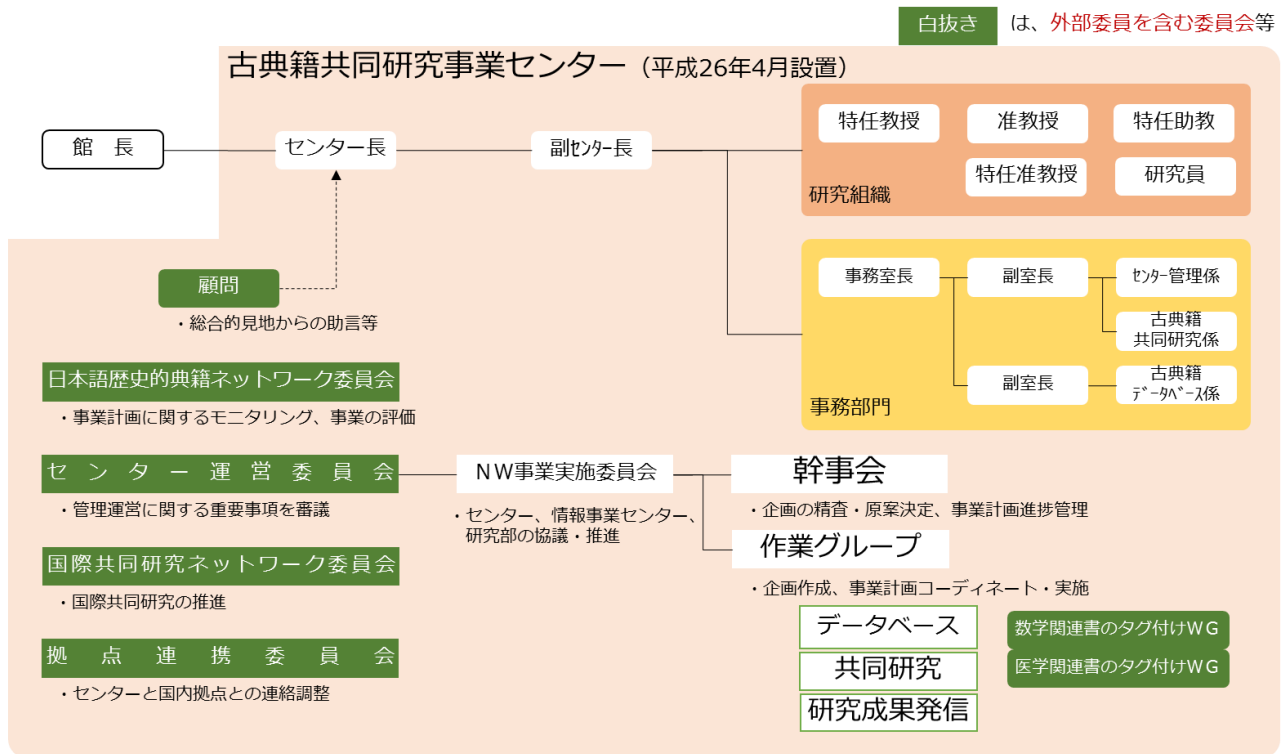 白抜き は、外部委員を含む委員会等
古典籍共同研究事業センター（平成26年4月設置）
館　長
センター長
副ｾﾝﾀｰ長
特任教授
准教授
特任助教
特任准教授
研究員
研究組織
顧問
・総合的見地からの助言等
事務室長
副室長
ｾﾝﾀｰ管理係
古典籍
共同研究係
副室長
古典籍
ﾃﾞｰﾀﾍﾞｰｽ係
事務部門
日本語歴史的典籍ネットワーク委員会
・事業計画に関するモニタリング、事業の評価
センター運営委員会
・管理運営に関する重要事項を審議
ＮＷ事業実施委員会
・センター、情報事業センター、
研究部の協議・推進
幹事会
・企画の精査・原案決定、事業計画進捗管理
作業グループ
・企画作成、事業計画コーディネート・実施
国際共同研究ネットワーク委員会
・国際共同研究の推進
拠点連携委員会
・センターと国内拠点との連絡調整
データベース
共同研究
研究成果発信
数学関連書のタグ付けＷＧ
医学関連書のタグ付けＷＧ